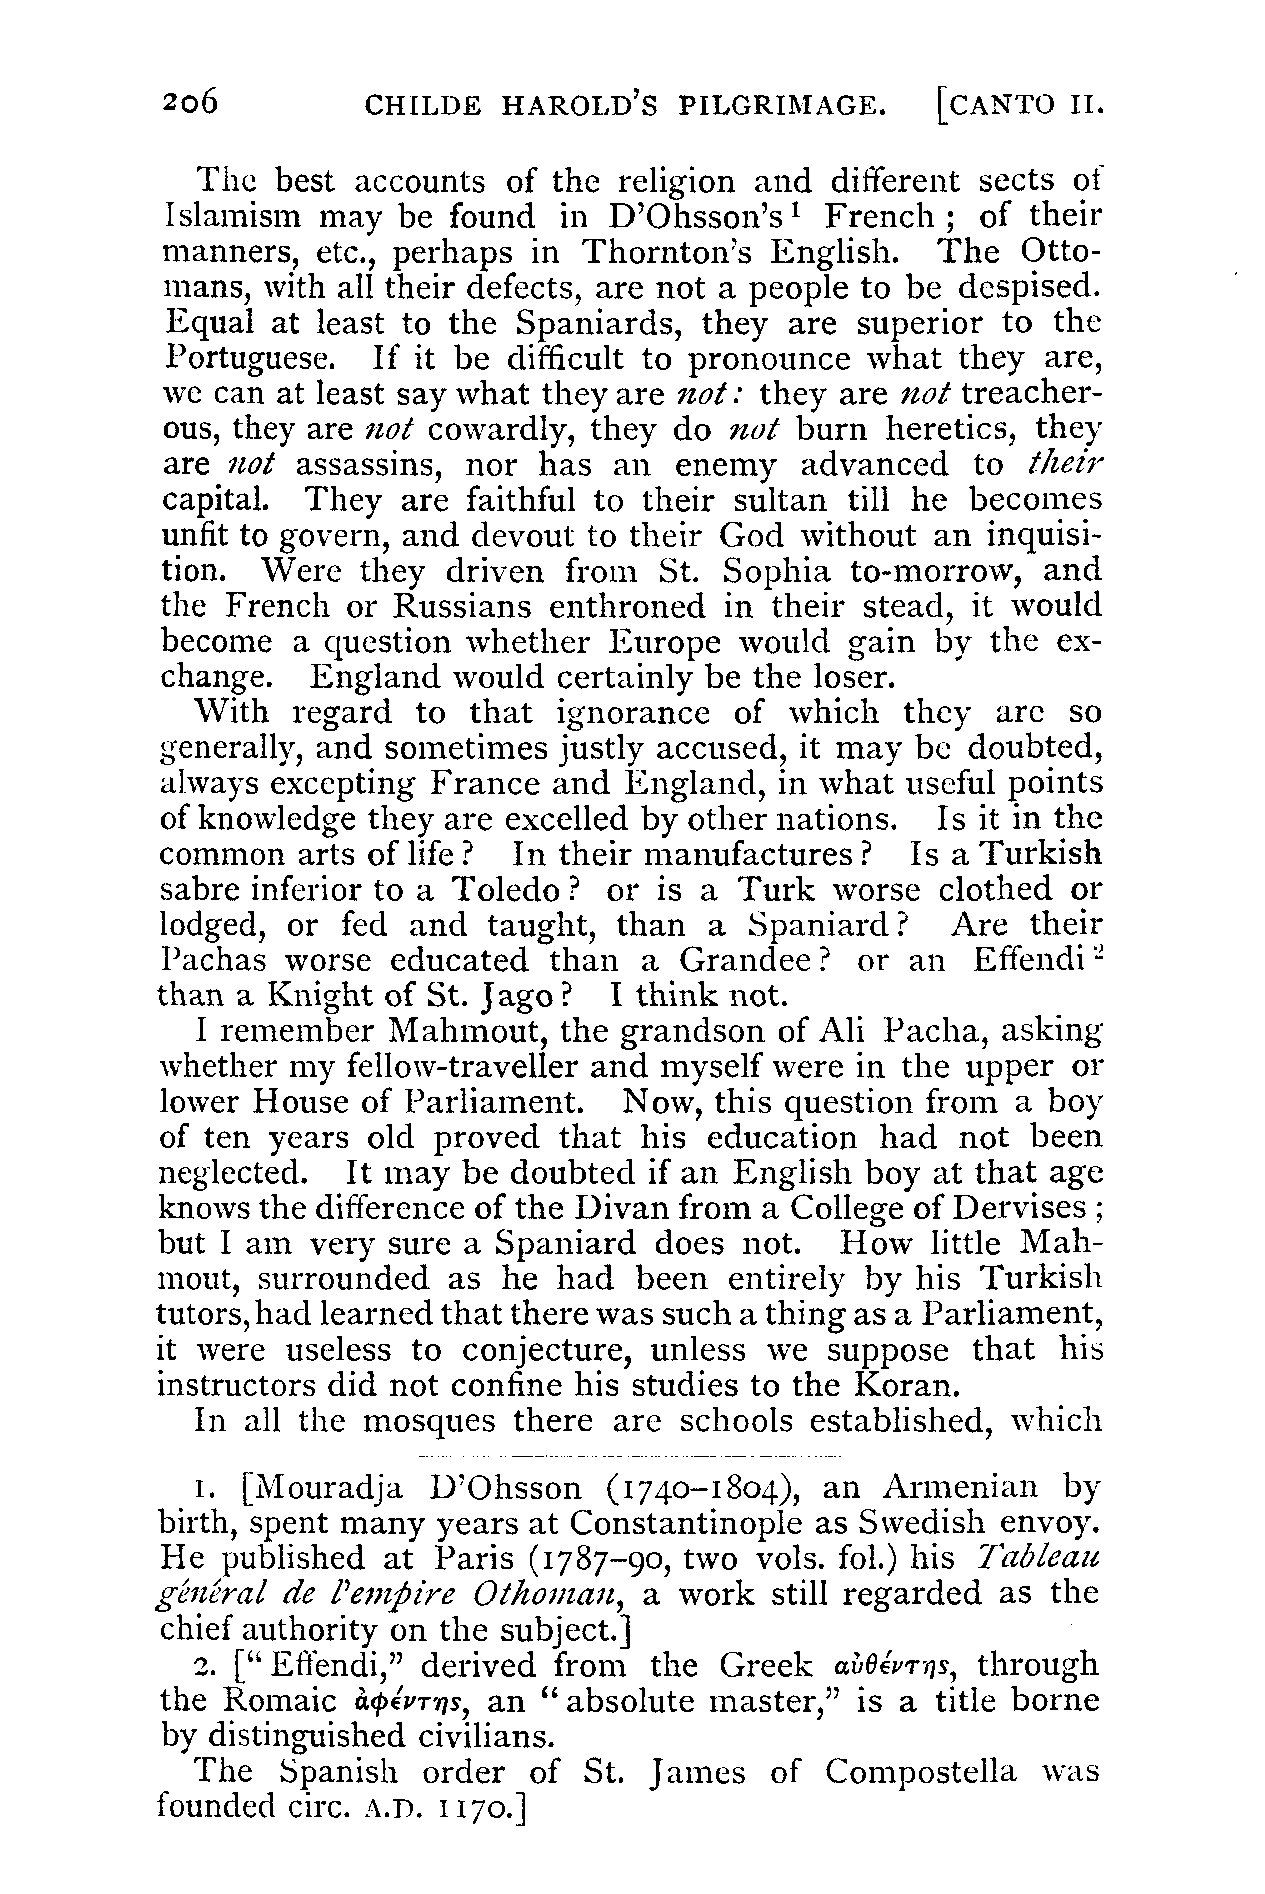 206 CHILDE HAROLD'S PILGRIMAGE. [CANTO II.
The best accounts of the religion and different sects of
Islamism may be found in D'Ohsson's¹ French ; of their
manners, etc., perhaps in Thornton's English. The Otto-
mans, with all their defects, are not a people to be despised.
Equal at least to the Spaniards, they are superior to the
Portuguese. If it be difficult to pronounce what they are,
we can at least say what they are not: they are not treacher-
ous, they are not cowardly, they do not burn heretics, they
are not assassins, nor has an enemy advanced to their
capital. They are faithful to their sultan till he becomes
unfit to govern, and devout to their God without an inquisi-
tion. Were they driven from St. Sophia to-morrow, and
the French or Russians enthroned in their stead, it would
become a question whether Europe would gain by the ex-
change. England would certainly be the loser.
With regard to that ignorance of which they are so
generally, and sometimes justly accused, it may be doubted,
always excepting France and England, in what useful points
of knowledge they are excelled by other nations. Is it in the
common arts of life? In their manufactures? Is a Turkish
sabre inferior to a Toledo? or is a Turk worse clothed or
lodged, or fed and taught, than a Spaniard? Are their
Pachas worse educated than a Grandee? or an Effendi²
than a Knight of St. Jago? I think not.
I remember Mahmout, the grandson of Ali Pacha, asking
whether my fellow-traveller and myself were in the upper or
lower House of Parliament. Now, this question from a boy
of ten years old proved that his education had not been
neglected. It may be doubted if an English boy at that age
knows the difference of the Divan from a College of Dervises ;
but I am very sure a Spaniard does not. How little Mah-
mout, surrounded as he had been entirely by his Turkish
tutors, had learned that there was such a thing as a Parliament,
it were useless to conjecture, unless we suppose that his
instructors did not confine his studies to the Koran.
In all the mosques there are schools established, which
1. [Mouradja D'Ohsson (1740–1804), an Armenian by
birth, spent many years at Constantinople as Swedish envoy.
He published at Paris (1787–90, two vols. fol.) his Tableau
général de l'empire Othoman, a work still regarded as the
chief authority on the subject.]
2. ["Effendi," derived from the Greek αὐθέντης, through
the Romaic ἀφέντης, an "absolute master," is a title borne
by distinguished civilians.
The Spanish order of St. James of Compostella was
founded circ. A.D. 1170.]